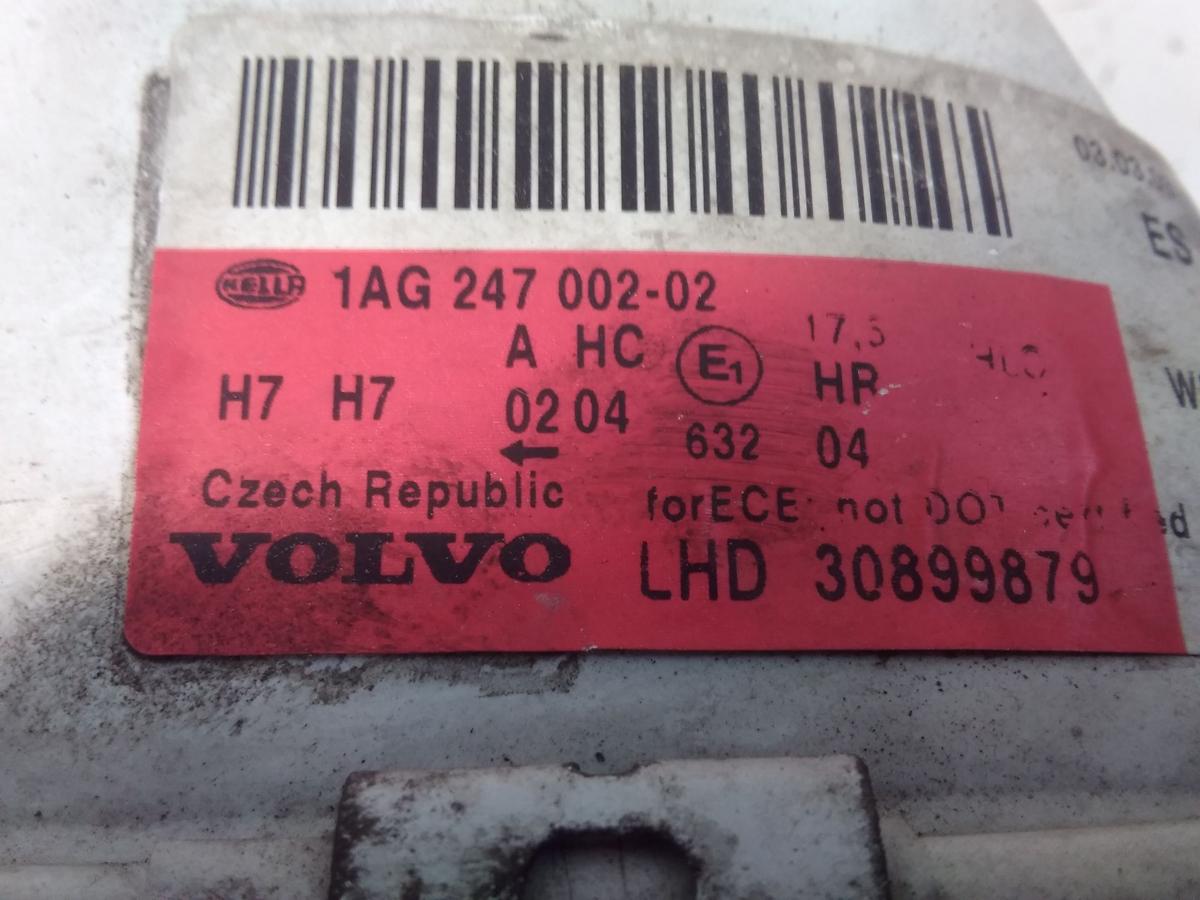 ES
HELLA 1AG 247 002-02
A HC E1 17,5
H7 H7 HR
02 04 632 04
Czech Republic forECE not DOT
VOLVO LHD 30899879